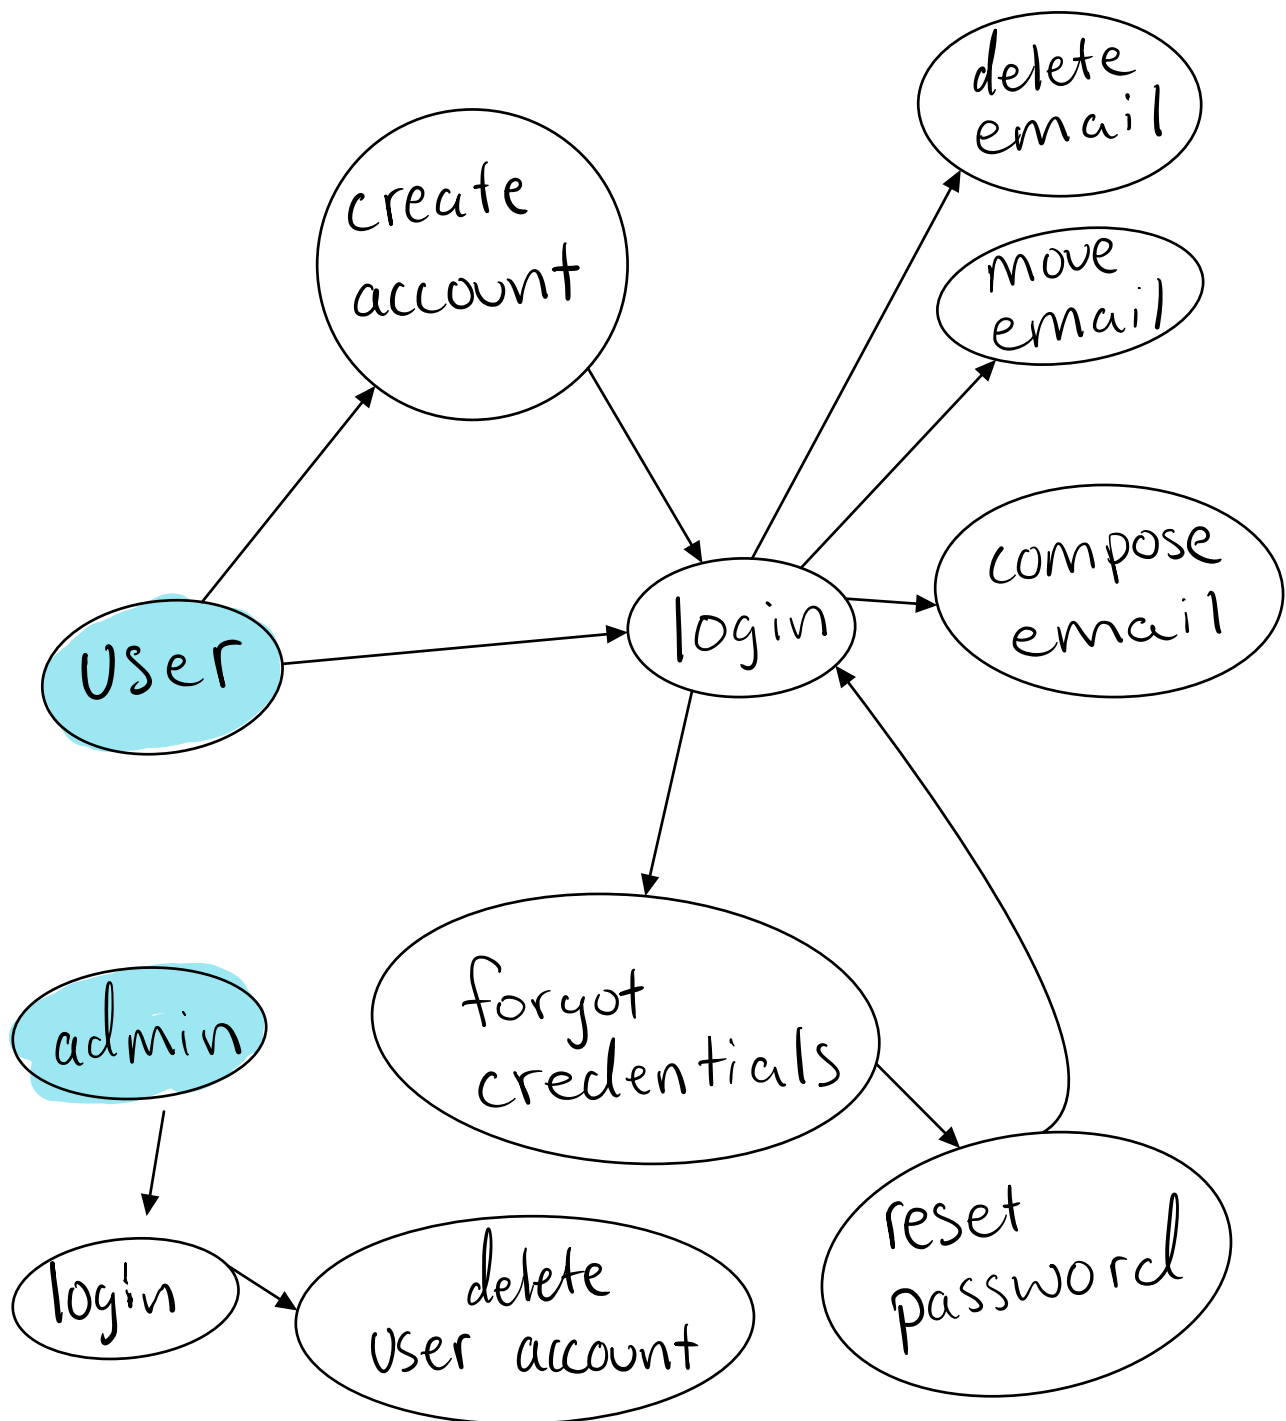 delete
email
create
account
move
email
compose
email
user
login
forgot
credentials
admin
reset
password
login
delete
user account